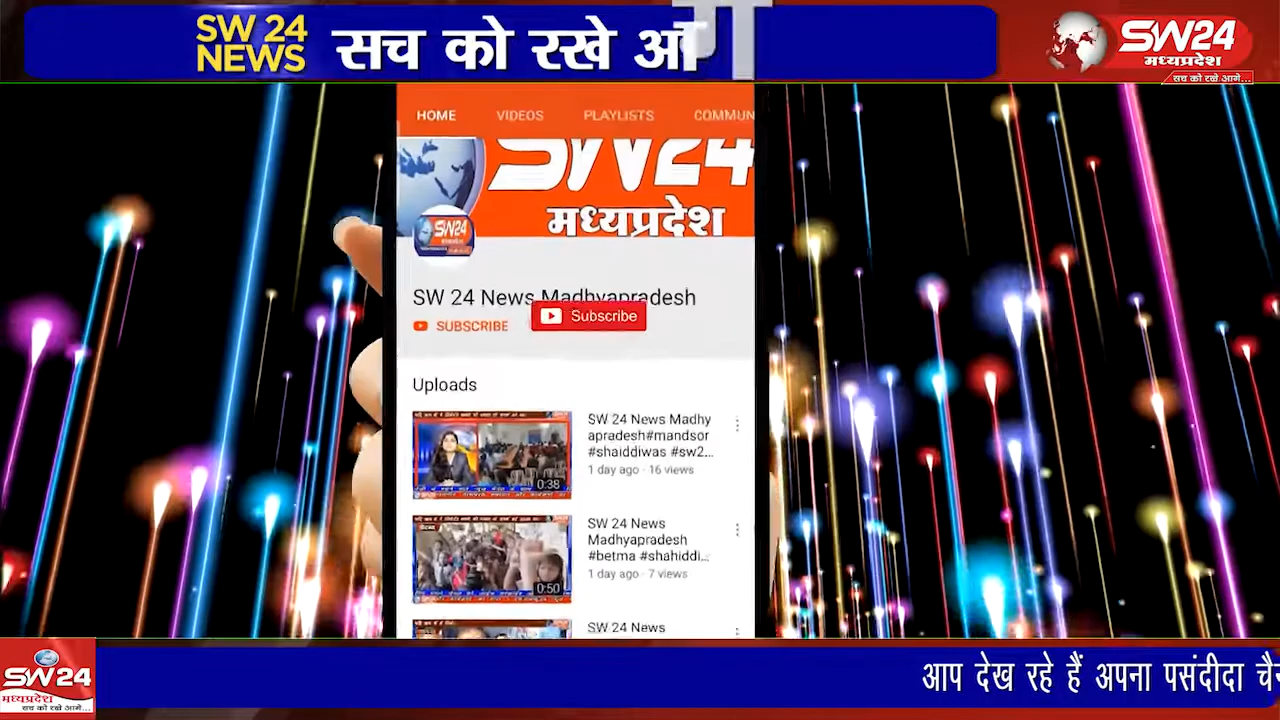 SW 24
NEWS
सच को रखे आ
SW24
मध्यप्रदेश
सच को रखे आगे...
HOME VIDEOS PLAYLISTS COMMUN
SW24
मध्यप्रदेश
SW24
SW 24 News Madhyapradesh
SUBSCRIBE
Subscribe
Uploads
SW 24 News Madhy
apradesh#mandsor
#shaiddiwas #sw2...
1 day ago · 16 views
0:38
SW 24 News
Madhyapradesh
#betma #shahiddi...
1 day ago · 7 views
0:50
SW 24 News
SW24
मध्यप्रदेश
सच को रखे आगे...
आप देख रहे हैं अपना पसंदीदा